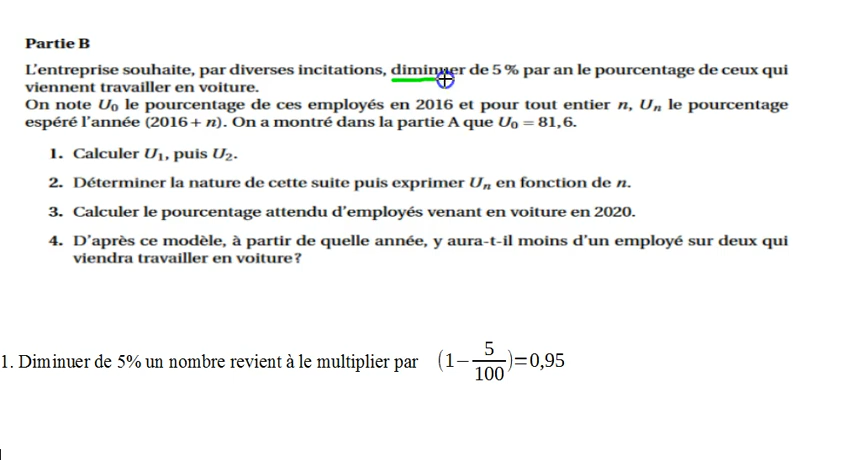 Partie B
L'entreprise souhaite, par diverses incitations, diminuer de 5 % par an le pourcentage de ceux qui
viennent travailler en voiture.
On note U₀ le pourcentage de ces employés en 2016 et pour tout entier n, Uₙ le pourcentage
espéré l'année (2016 + n). On a montré dans la partie A que U₀ = 81,6.
1. Calculer U₁, puis U₂.
2. Déterminer la nature de cette suite puis exprimer Uₙ en fonction de n.
3. Calculer le pourcentage attendu d'employés venant en voiture en 2020.
4. D'après ce modèle, à partir de quelle année, y aura-t-il moins d'un employé sur deux qui
viendra travailler en voiture ?
1. Diminuer de 5% un nombre revient à le multiplier par (1−5/100)=0,95